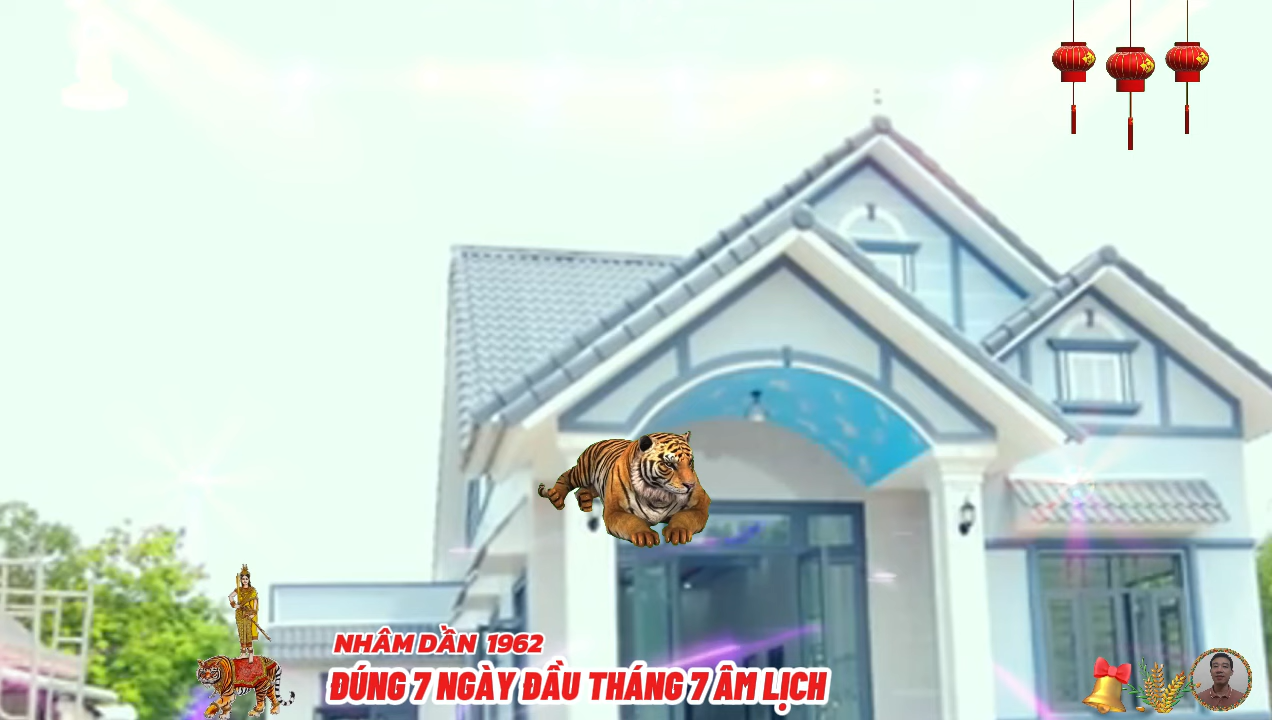 NHÂM DẦN 1962
ĐÚNG 7 NGÀY ĐẦU THÁNG 7 ÂM LỊCH